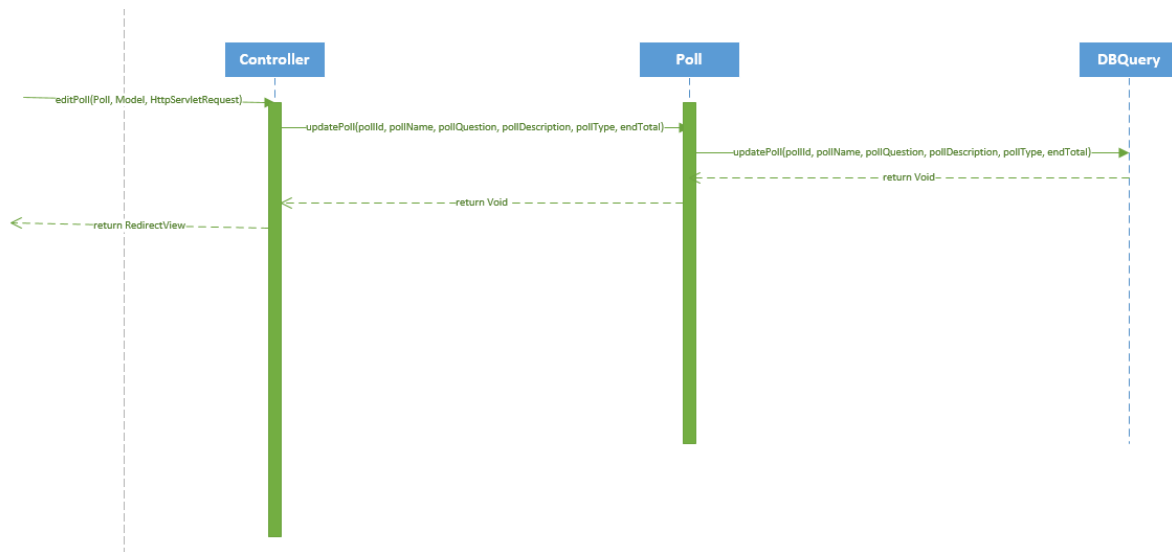 Controller
Poll
DBQuery
editPoll(Poll, Model, HttpServletRequest)
updatePoll(pollId, pollName, pollQuestion, pollDescription, pollType, endTotal)
updatePoll(pollId, pollName, pollQuestion, pollDescription, pollType, endTotal)
return Void
return Void
return RedirectView